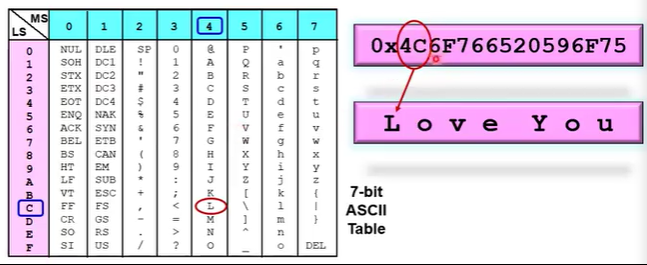 MS
LS 0 1 2 3 4 5 6 7
0 NUL DLE SP 0 @ P ' p
1 SOH DC1 ! 1 A Q a q
2 STX DC2 " 2 B R b r
3 ETX DC3 # 3 C S c s
4 EOT DC4 $ 4 D T d t
5 ENQ NAK % 5 E U e u
6 ACK SYN & 6 F V f v
7 BEL ETB ' 7 G W g w
8 BS CAN ( 8 H X h x
9 HT EM ) 9 I Y i y
A LF SUB * : J Z j z
B VT ESC + ; K [ k {
C FF FS , < L \ l |
D CR GS - = M ] m }
E SO RS . > N ^ n
F SI US / ? O _ o DEL
0x4C6F766520596F75
L o v e Y o u
7-bit
ASCII
Table